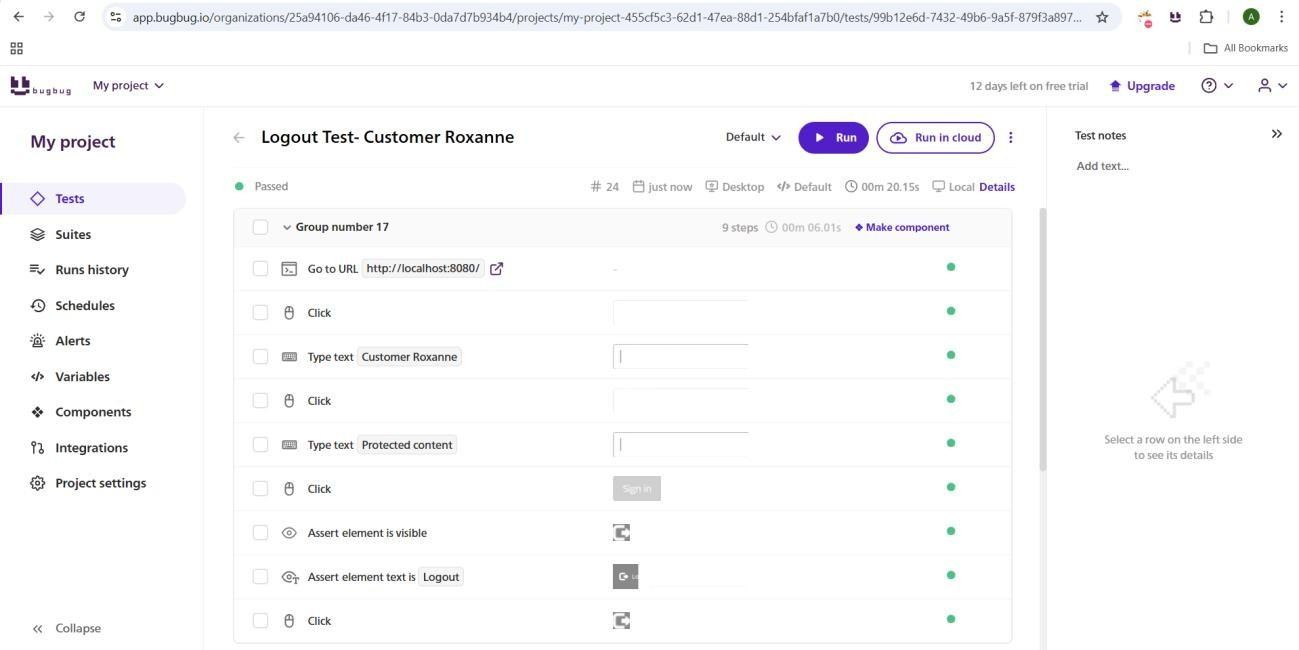 app.bugbug.io/organizations/25a94106-da46-4f17-84b3-0da7d7b934b4/projects/my-project-455cf5c3-62d1-47ea-88d1-254bfaf1a7b0/tests/99b12e6d-7432-49b6-9a5f-879f3a897...
A
All Bookmarks
bugbug
My project
12 days left on free trial
Upgrade
My project
Tests
Suites
Runs history
Schedules
Alerts
Variables
Components
Integrations
Project settings
Collapse
Logout Test- Customer Roxanne
Default
Run
Run in cloud
Passed
# 24 just now Desktop Default 00m 20.15s Local Details
Group number 17 9 steps 00m 06.01s Make component
Go to URL http://localhost:8080/ -
Click
Type text Customer Roxanne
Click
Type text Protected content
Click Sign in
Assert element is visible
Assert element text is Logout
Click
Test notes
Add text...
Select a row on the left side
to see its details